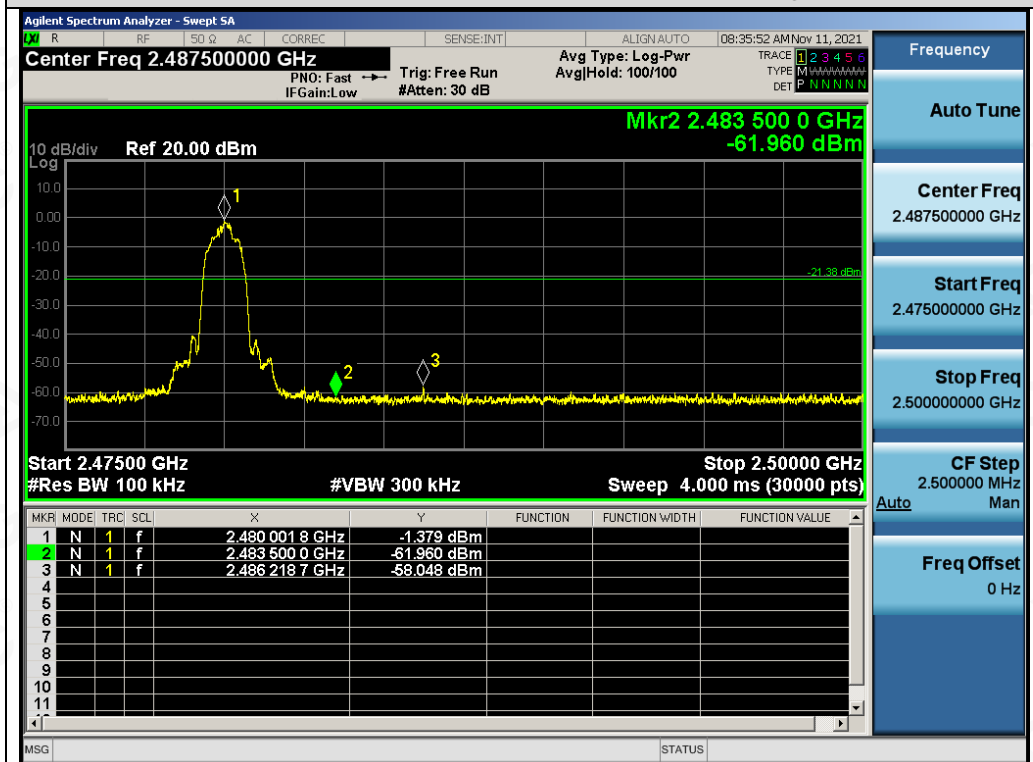 Agilent Spectrum Analyzer - Swept SA
LXI R RF 50 Ω AC CORREC SENSE:INT ALIGN AUTO 08:35:52 AM Nov 11, 2021
Center Freq 2.487500000 GHz
PNO: Fast
IFGain:Low
Trig: Free Run
#Atten: 30 dB
Avg Type: Log-Pwr
Avg|Hold: 100/100
TRACE 1 2 3 4 5 6
TYPE M
DET P N N N N N
Mkr2 2.483 500 0 GHz
-61.960 dBm
10 dB/div Ref 20.00 dBm
Log
10.0
0.00
-10.0
-20.0
-30.0
-40.0
-50.0
-60.0
-70.0
1
-21.38 dBm
2
3
Start 2.47500 GHz Stop 2.50000 GHz
#Res BW 100 kHz #VBW 300 kHz Sweep 4.000 ms (30000 pts)
MKR MODE TRC SCL X Y FUNCTION FUNCTION WIDTH FUNCTION VALUE
1 N 1 f 2.480 001 8 GHz -1.379 dBm
2 N 1 f 2.483 500 0 GHz -61.960 dBm
3 N 1 f 2.486 218 7 GHz -58.048 dBm
4
5
6
7
8
9
10
11
MSG STATUS
Frequency
Auto Tune
Center Freq
2.487500000 GHz
Start Freq
2.475000000 GHz
Stop Freq
2.500000000 GHz
CF Step
2.500000 MHz
Auto Man
Freq Offset
0 Hz